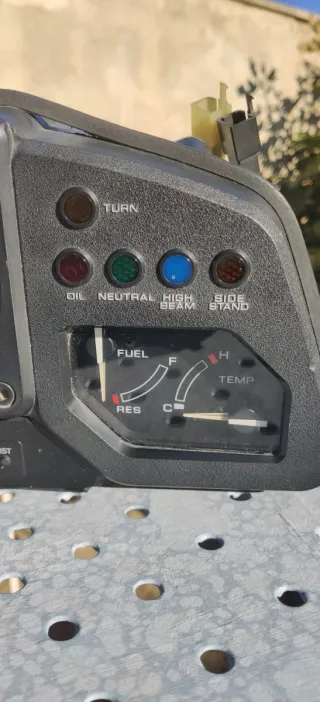 TURN
OIL
NEUTRAL
HIGH
BEAM
SIDE
STAND
FUEL
F
RES
H
TEMP
C